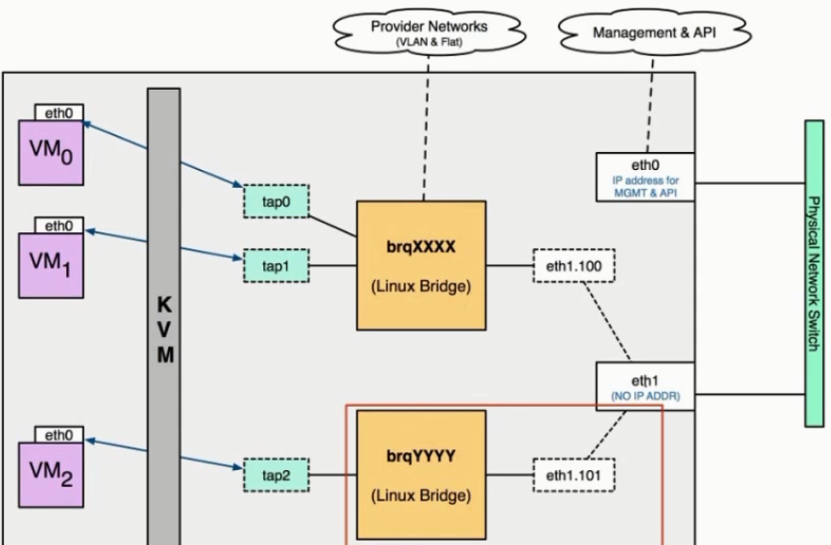 Provider Networks
(VLAN & Flat)
Management & API
eth0
VM0
eth0
IP address for
MGMT & API
tap0
eth0
VM1
tap1
brqXXXX
(Linux Bridge)
eth1.100
Physical Network Switch
K
V
M
eth1
(NO IP ADDR)
eth0
VM2
tap2
brqYYYY
(Linux Bridge)
eth1.101